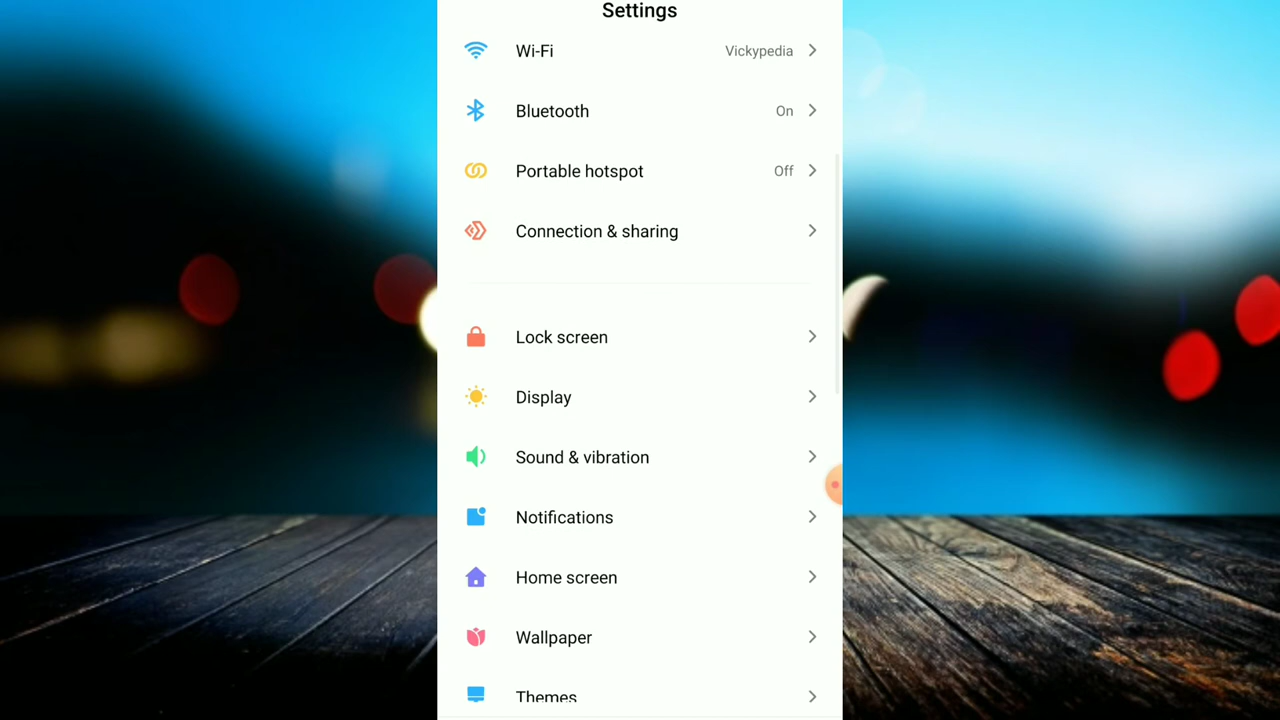 Settings
Wi-Fi Vickypedia
Bluetooth On
Portable hotspot Off
Connection & sharing
Lock screen
Display
Sound & vibration
Notifications
Home screen
Wallpaper
Themes